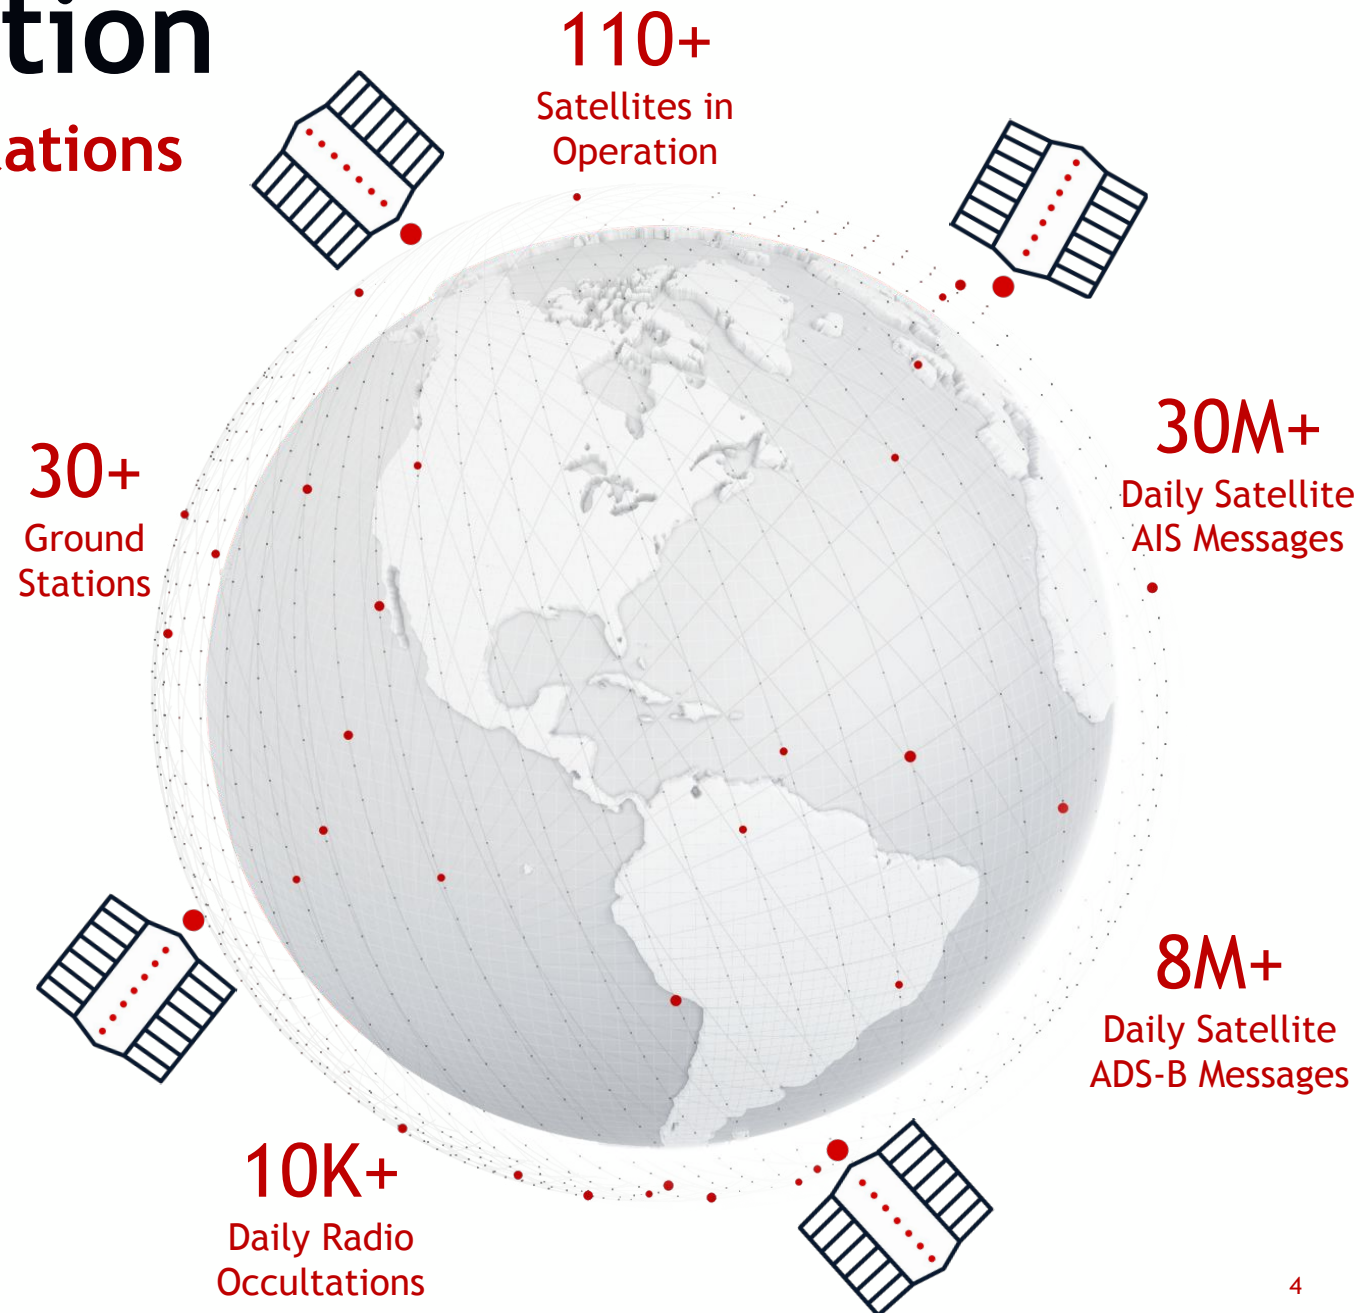 tion
ations
110+
Satellites in
Operation
30+
Ground
Stations
30M+
Daily Satellite
AIS Messages
8M+
Daily Satellite
ADS-B Messages
10K+
Daily Radio
Occultations
4